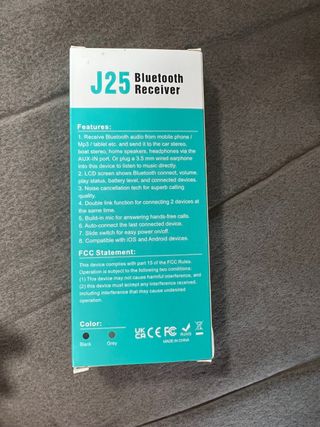 J25 Bluetooth
Receiver
Features:
1. Receive Bluetooth audio from mobile phone /
Mp3 / tablet etc. and send it to the car stereo,
boat stereo, home speakers, headphones via the
AUX-IN port. Or plug a 3.5 mm wired earphone
into this device to listen to music directly.
2. LCD screen shows Bluetooth connect, volume,
play status, battery level, and connected devices.
3. Noise cancellation tech for superb calling
quality.
4. Double link function for connecting 2 devices at
the same time.
5. Build-in mic for answering hands-free calls.
6. Auto-connect the last connected device.
7. Slide switch for easy power on/off.
8. Compatible with iOS and Android devices.
FCC Statement:
This device complies with part 15 of the FCC Rules.
Operation is subject to the following two conditions:
(1) This device may not cause harmful interference, and
(2) this device must accept any interference received,
including interference that may cause undesired
operation.
Color:
Black Grey
UK
CA CE FC RoHS
MADE IN CHINA